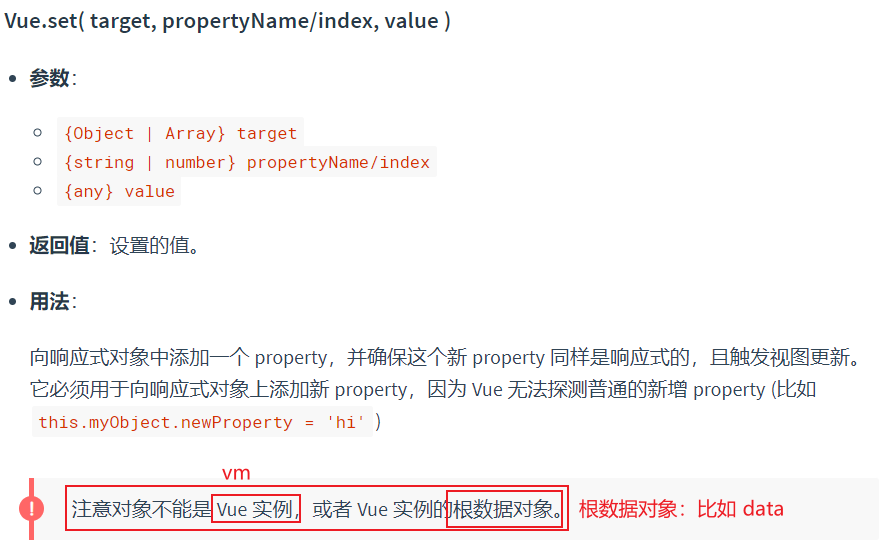 Vue.set( target, propertyName/index, value )
参数：
{Object | Array} target
{string | number} propertyName/index
{any} value
返回值：设置的值。
用法：
向响应式对象中添加一个 property，并确保这个新 property 同样是响应式的，且触发视图更新。
它必须用于向响应式对象上添加新 property，因为 Vue 无法探测普通的新增 property (比如
this.myObject.newProperty = 'hi' )
vm
注意对象不能是 Vue 实例，或者 Vue 实例的根数据对象。 根数据对象：比如 data